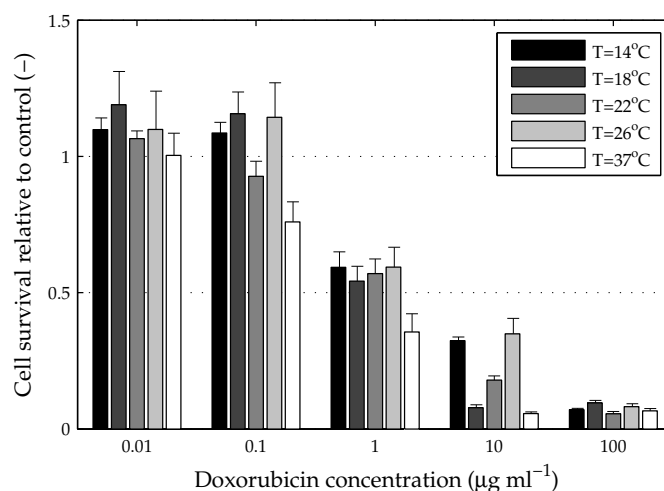 1.5
1
0.5
0
Cell survival relative to control (−)
T=14°C
T=18°C
T=22°C
T=26°C
T=37°C
0.01 0.1 1 10 100
Doxorubicin concentration (μg ml⁻¹)